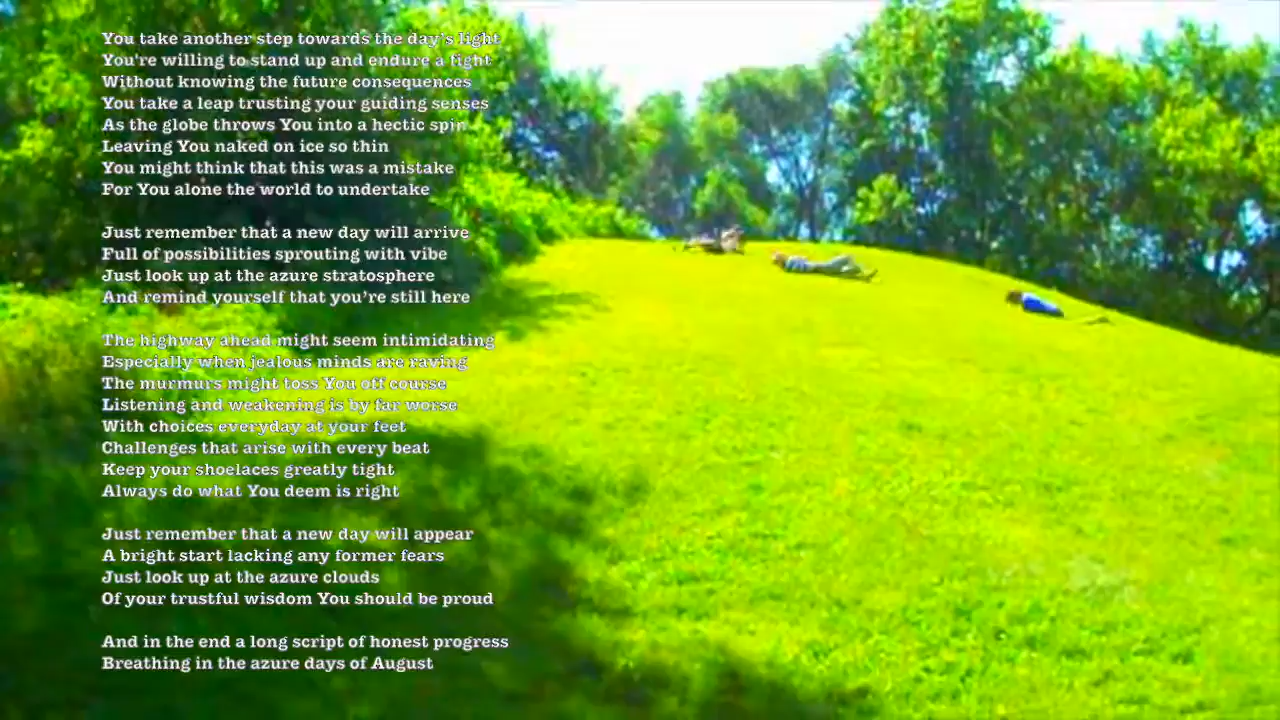 You take another step towards the day's light
You're willing to stand up and endure a fight
Without knowing the future consequences
You take a leap trusting your guiding senses
As the globe throws You into a hectic spin
Leaving You naked on ice so thin
You might think that this was a mistake
For You alone the world to undertake

Just remember that a new day will arrive
Full of possibilities sprouting with vibe
Just look up at the azure stratosphere
And remind yourself that you're still here

The highway ahead might seem intimidating
Especially when jealous minds are raving
The murmurs might toss You off course
Listening and weakening is by far worse
With choices everyday at your feet
Challenges that arise with every beat
Keep your shoelaces greatly tight
Always do what You deem is right

Just remember that a new day will appear
A bright start lacking any former fears
Just look up at the azure clouds
Of your trustful wisdom You should be proud

And in the end a long script of honest progress
Breathing in the azure days of August